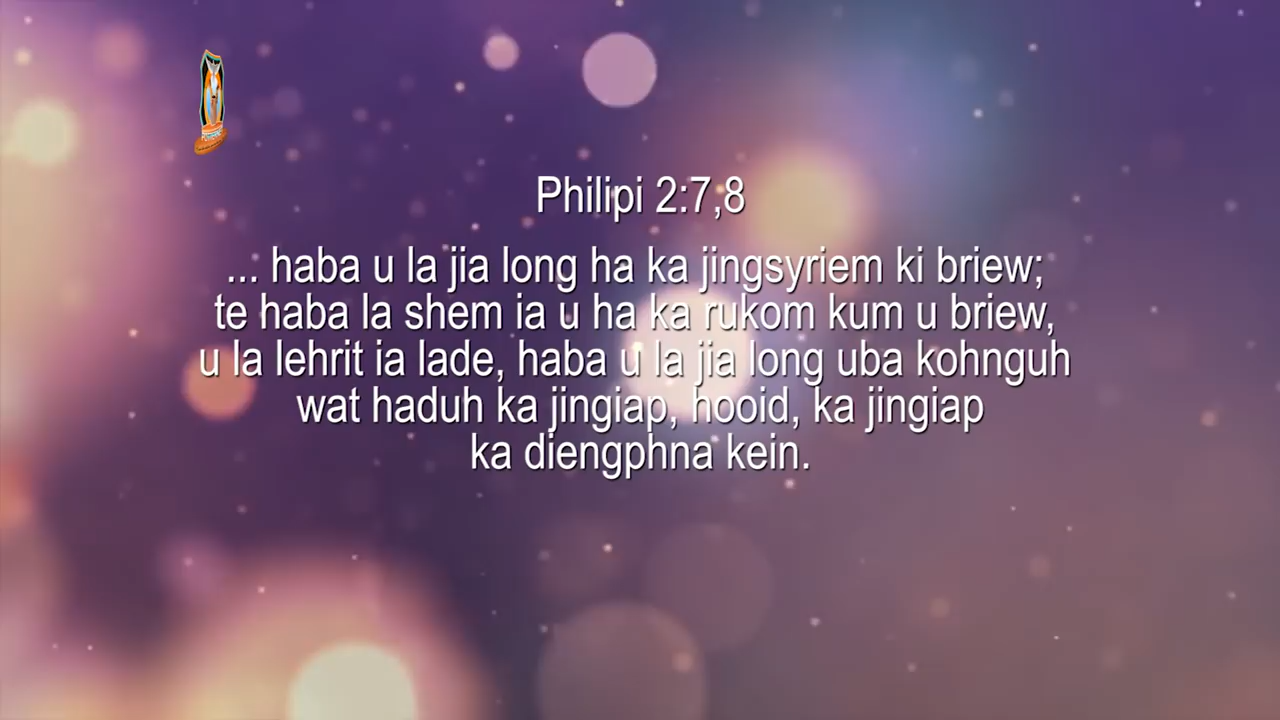 Philipi 2:7,8
... haba u la jia long ha ka jingsyriem ki briew;
te haba la shem ia u ha ka rukom kum u briew,
u la lehrit ia lade, haba u la jia long uba kohnguh
wat haduh ka jingiap, hooid, ka jingiap
ka diengphna kein.